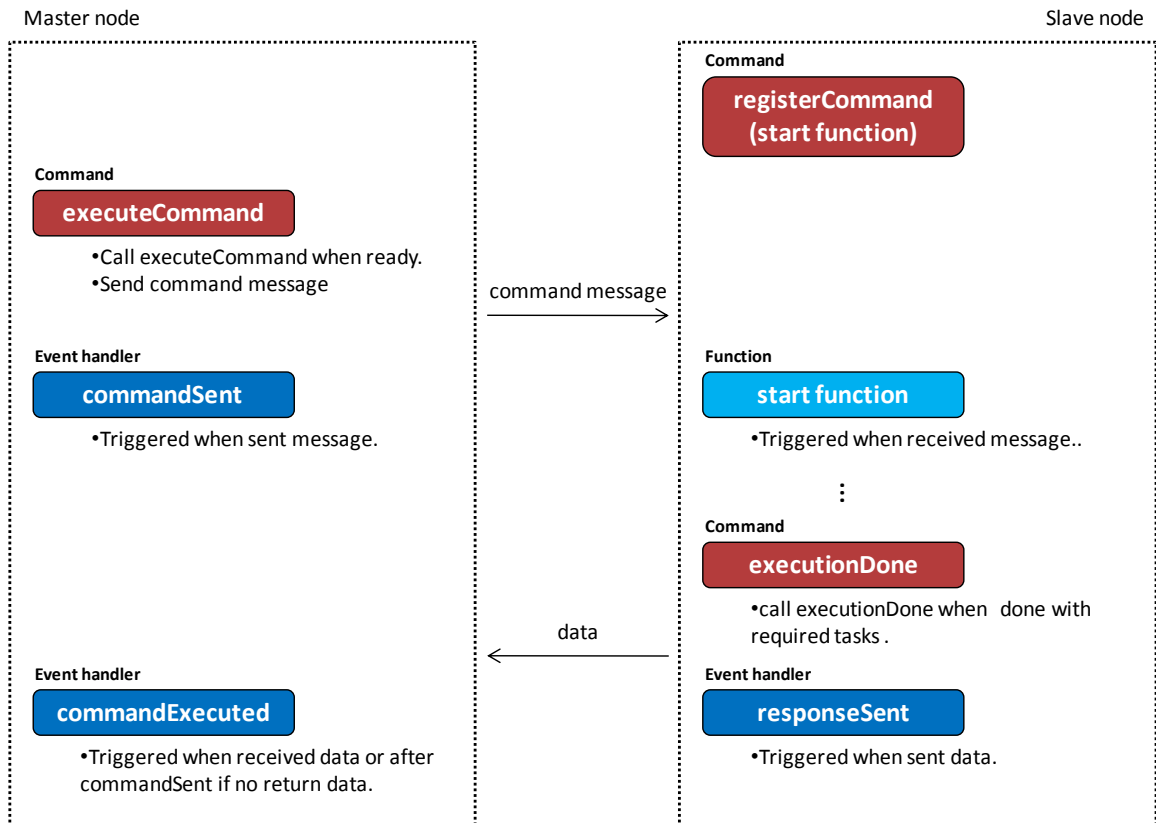 Master node
Slave node
Command
registerCommand
(start function)
Command
executeCommand
•Call executeCommand when ready.
•Send command message
command message
Event handler
commandSent
•Triggered when sent message.
Function
start function
•Triggered when received message..
⋮
Command
executionDone
•call executionDone when done with
required tasks .
data
Event handler
commandExecuted
•Triggered when received data or after
commandSent if no return data.
Event handler
responseSent
•Triggered when sent data.